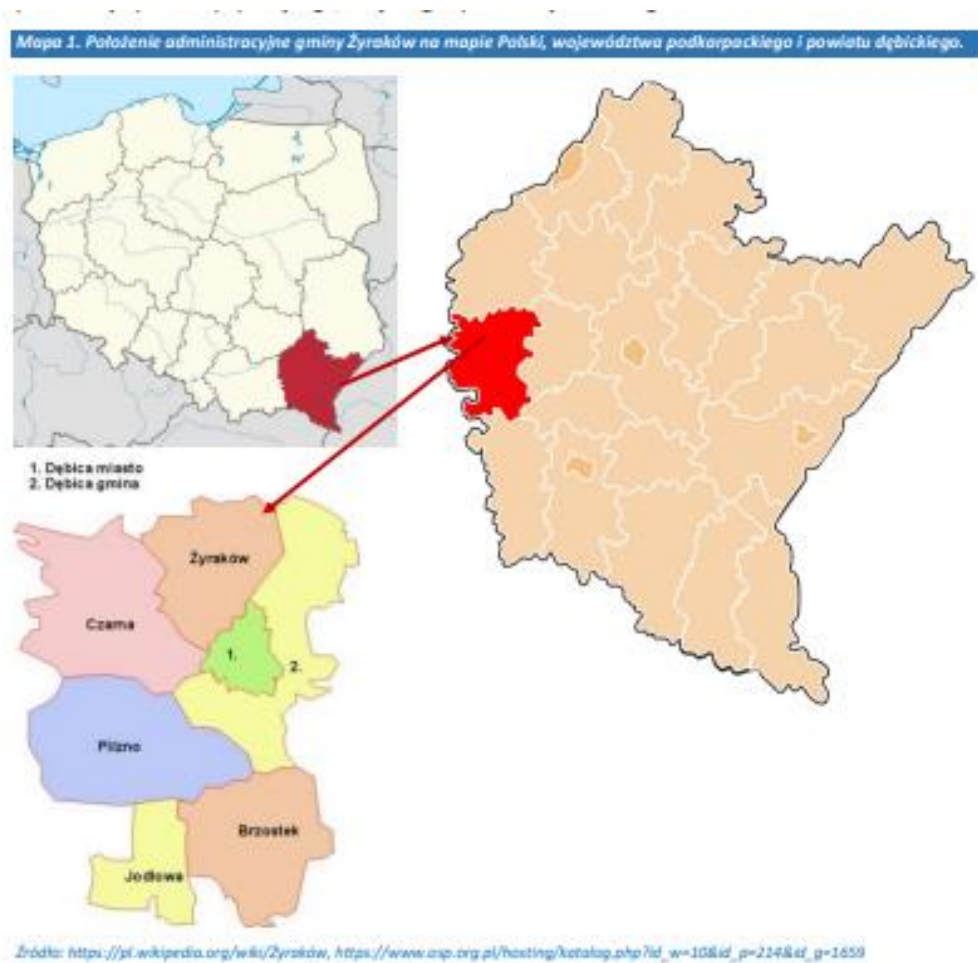 Mapa 1. Położenie administracyjne gminy Żyraków na mapie Polski, województwa podkarpackiego i powiatu dębickiego.
1. Dębica miasto
2. Dębica gmina
Żyraków
Czarna
1.
2.
Pilzno
Brzostek
Jodłowa
Źródło: https://pl.wikipedia.org/wiki/Żyraków, https://www.osp.org.pl/hosting/katalog.php?id_w=10&id_p=214&id_g=1659